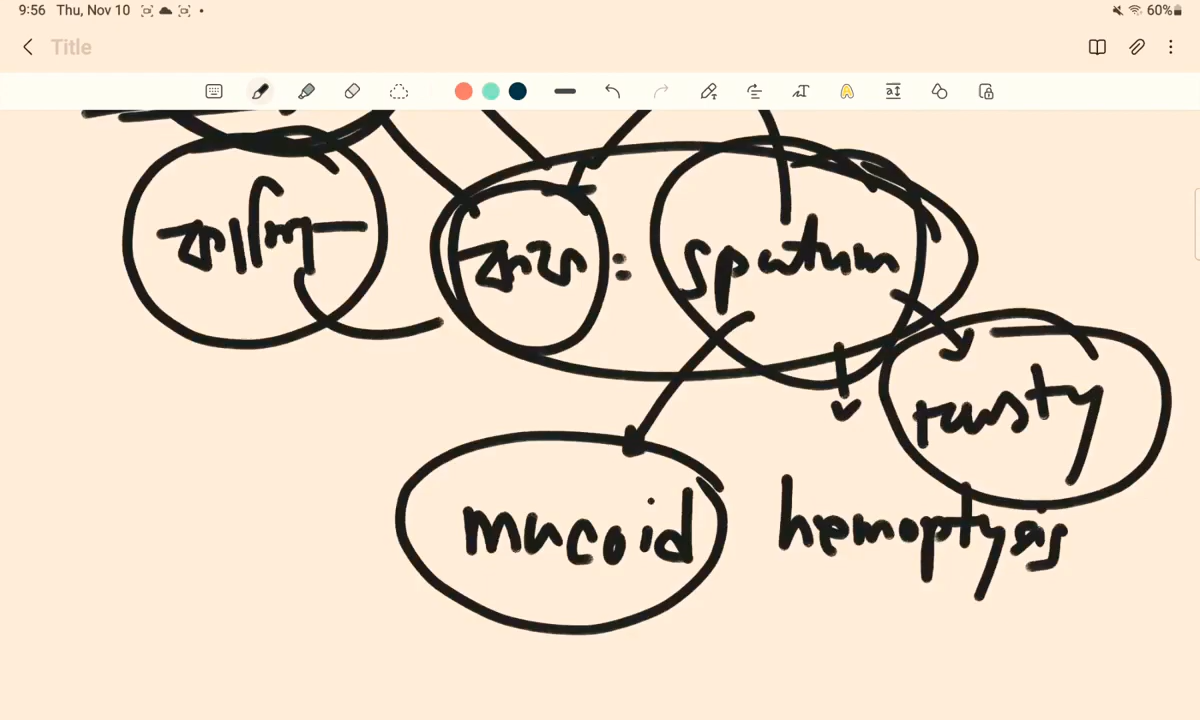 9:56 Thu, Nov 10 60%
Title
কাশি কফ : sputum
rusty
mucoid hemoptysis